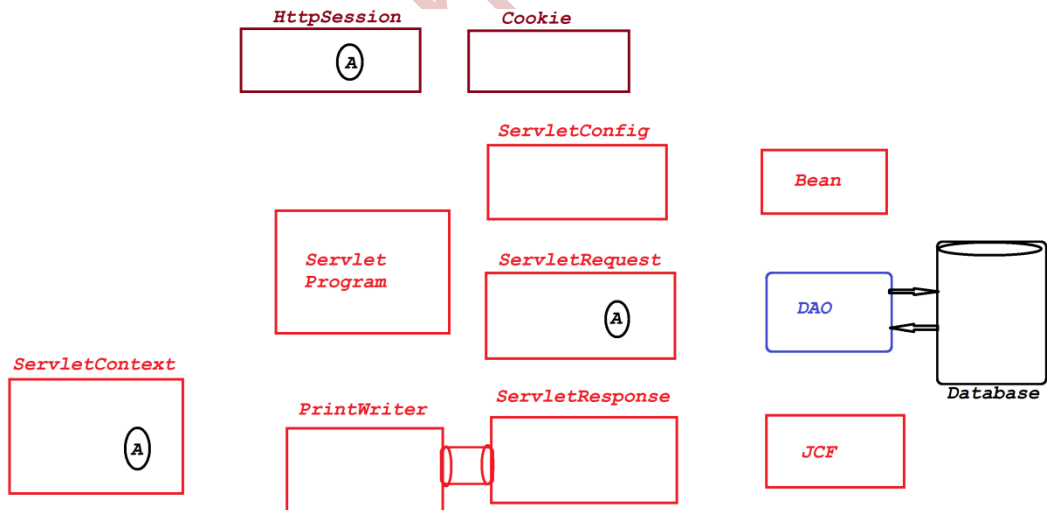 HttpSession
Cookie
A
ServletConfig
Bean
Servlet
Program
ServletRequest
A
DAO
ServletContext
A
PrintWriter
ServletResponse
JCF
Database